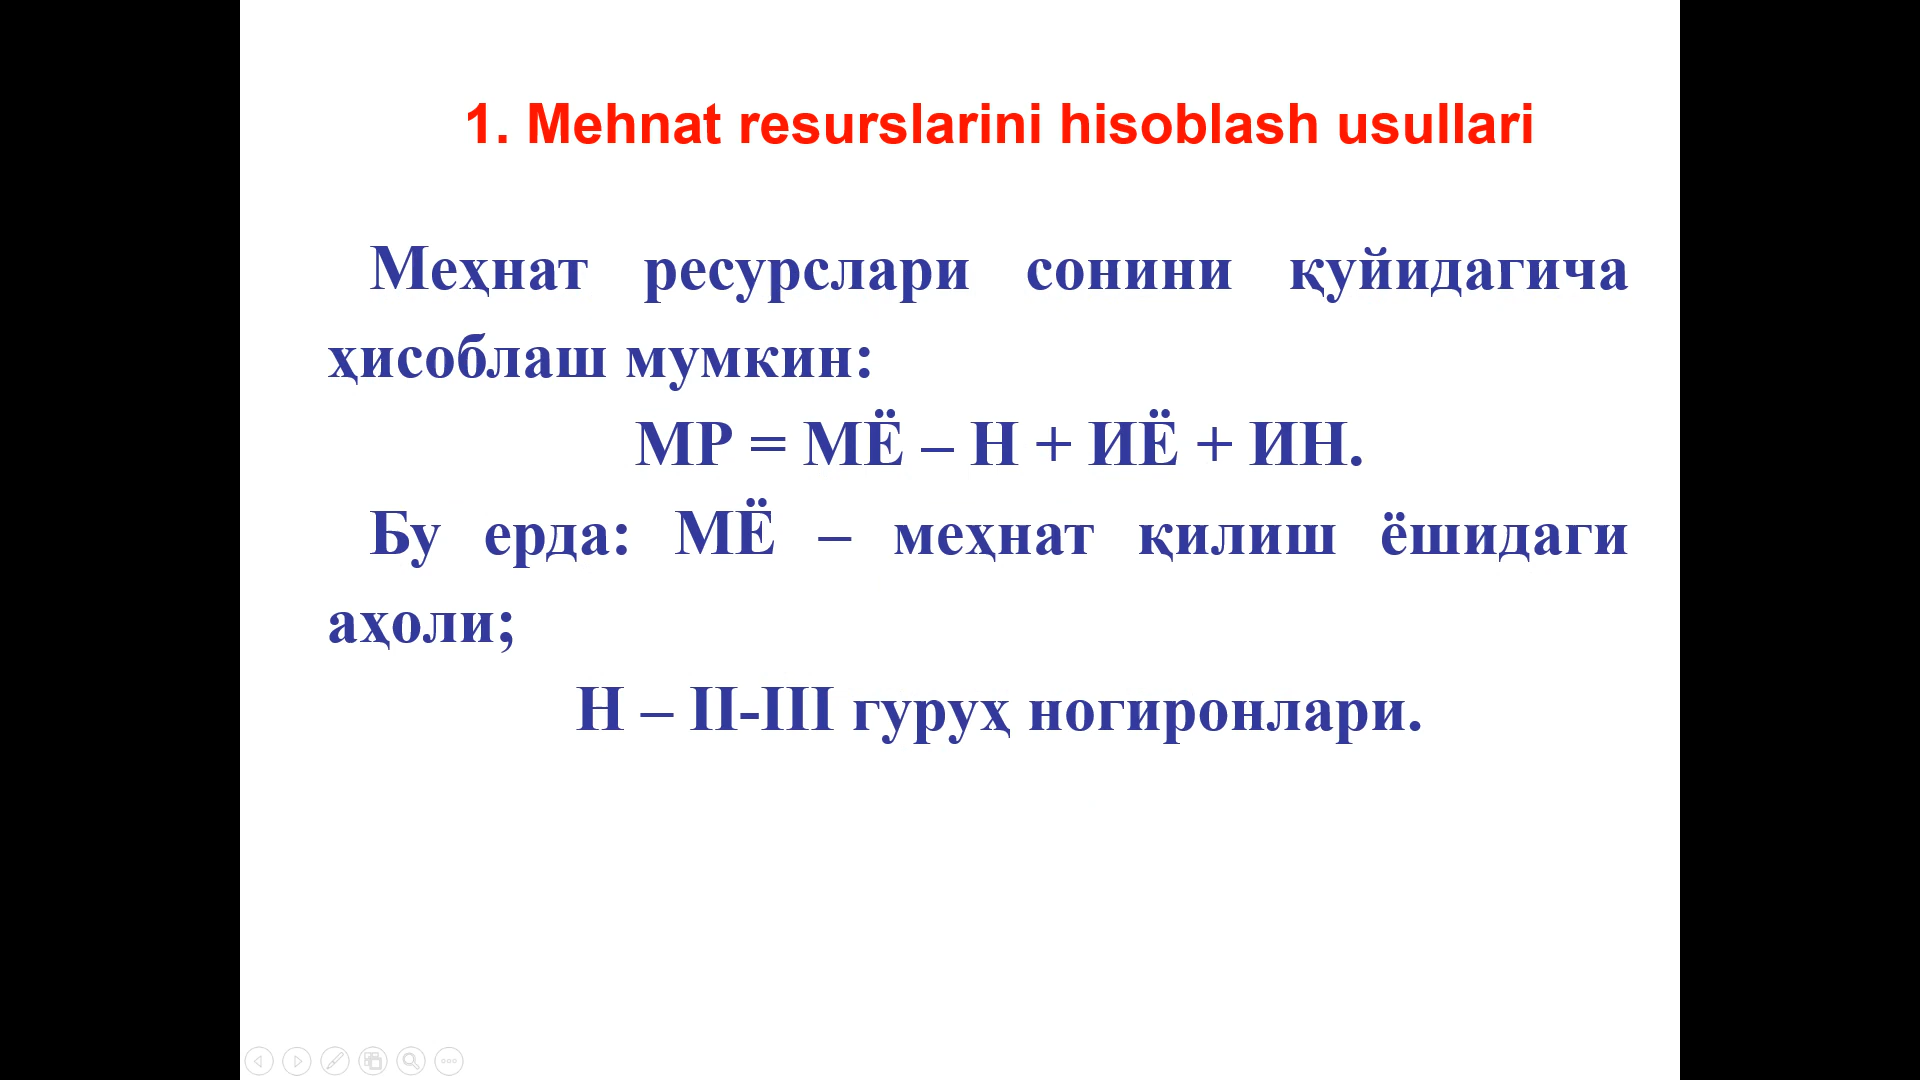 1. Mehnat resurslarini hisoblash usullari
Меҳнат ресурслари сонини қуйидагича
ҳисоблаш мумкин:
МР = МЁ – Н + ИЁ + ИН.
Бу ерда: МЁ – меҳнат қилиш ёшидаги
аҳоли;
Н – II-III гуруҳ ногиронлари.